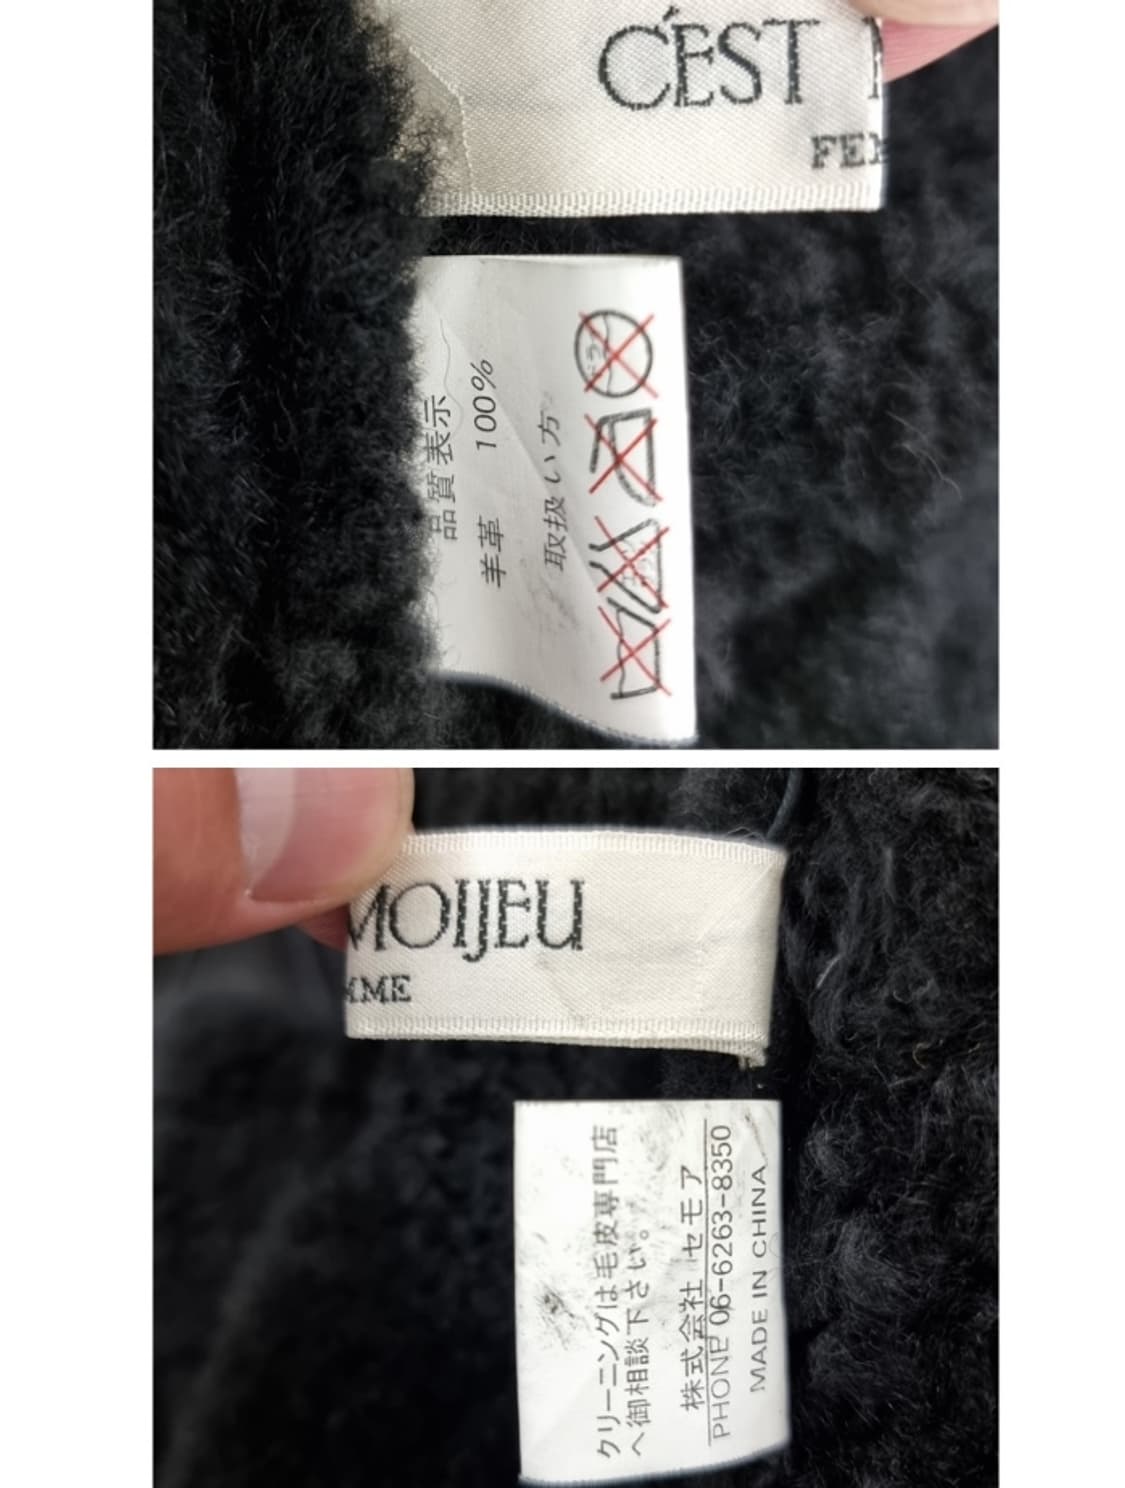 C'EST
FEM
品質表示
羊革 100%
取扱い方
MOIJEU
MME
クリーニングは毛皮専門店
へ御相談下さい。
株式会社 セモア
PHONE 06-6263-8350
MADE IN CHINA